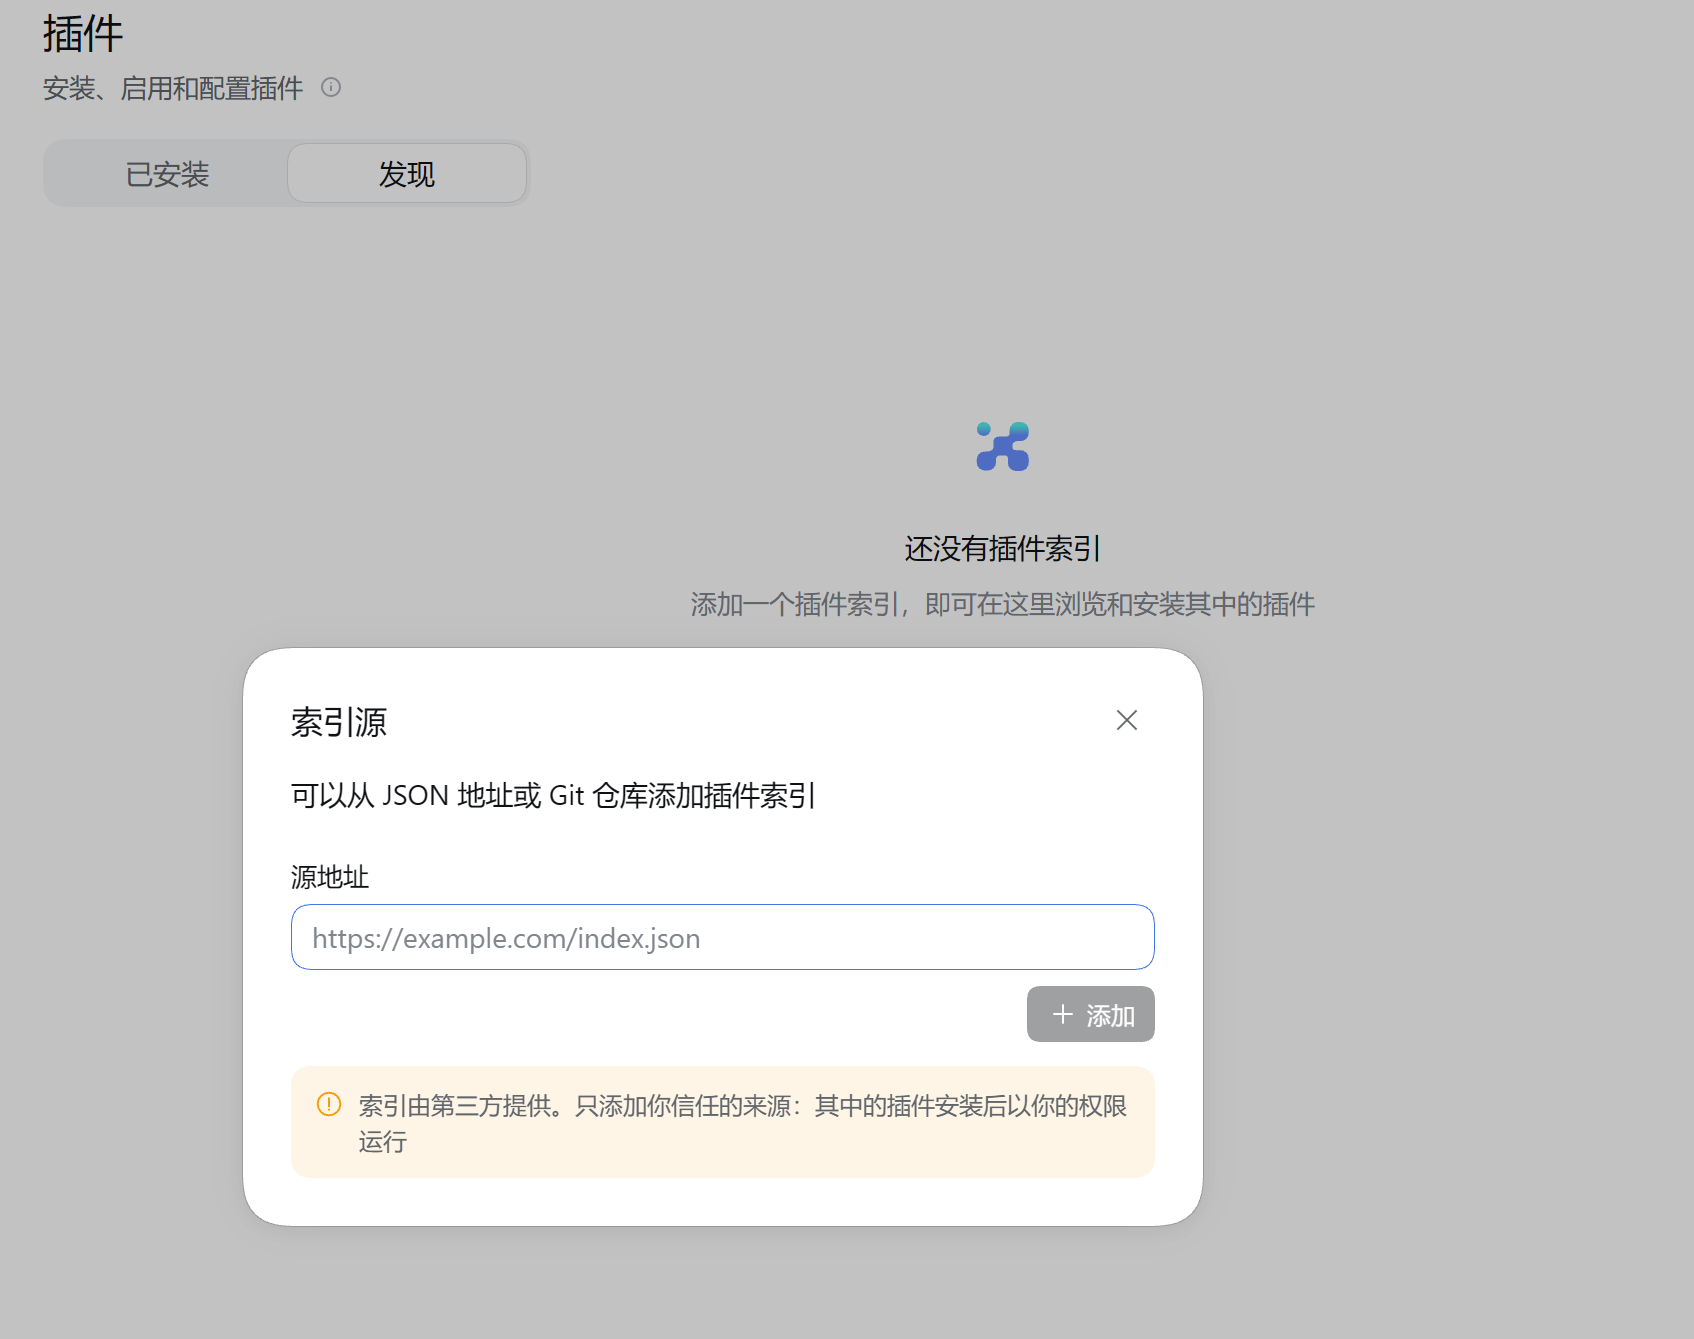 插件
安装、启用和配置插件
已安装
发现
还没有插件索引
添加一个插件索引，即可在这里浏览和安装其中的插件
索引源
可以从 JSON 地址或 Git 仓库添加插件索引
源地址
https://example.com/index.json
添加
索引由第三方提供。只添加你信任的来源：其中的插件安装后以你的权限
运行